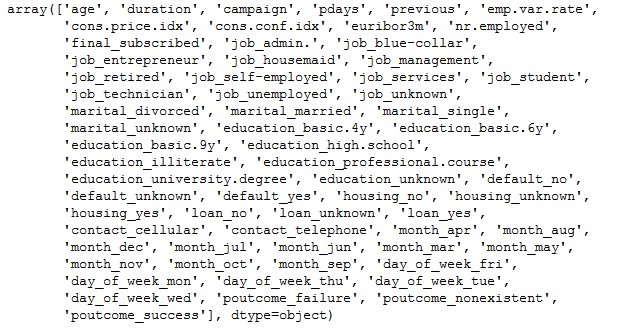 array(['age', 'duration', 'campaign', 'pdays', 'previous', 'emp.var.rate',
'cons.price.idx', 'cons.conf.idx', 'euribor3m', 'nr.employed',
'final_subscribed', 'job_admin.', 'job_blue-collar',
'job_entrepreneur', 'job_housemaid', 'job_management',
'job_retired', 'job_self-employed', 'job_services', 'job_student',
'job_technician', 'job_unemployed', 'job_unknown',
'marital_divorced', 'marital_married', 'marital_single',
'marital_unknown', 'education_basic.4y', 'education_basic.6y',
'education_basic.9y', 'education_high.school',
'education_illiterate', 'education_professional.course',
'education_university.degree', 'education_unknown', 'default_no',
'default_unknown', 'default_yes', 'housing_no', 'housing_unknown',
'housing_yes', 'loan_no', 'loan_unknown', 'loan_yes',
'contact_cellular', 'contact_telephone', 'month_apr', 'month_aug',
'month_dec', 'month_jul', 'month_jun', 'month_mar', 'month_may',
'month_nov', 'month_oct', 'month_sep', 'day_of_week_fri',
'day_of_week_mon', 'day_of_week_thu', 'day_of_week_tue',
'day_of_week_wed', 'poutcome_failure', 'poutcome_nonexistent',
'poutcome_success'], dtype=object)